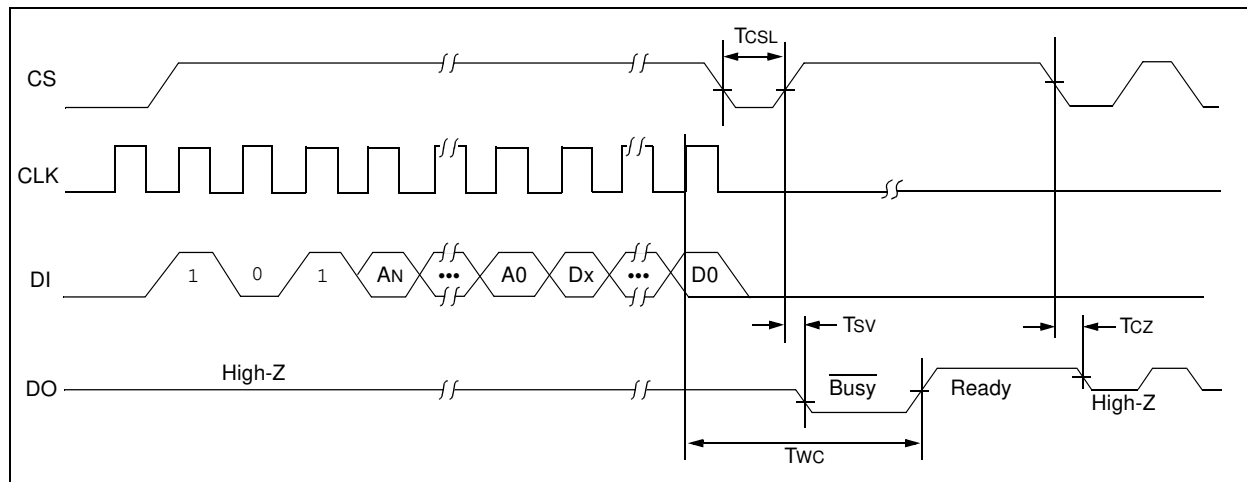 TCSL
CS
CLK
DI 1 0 1 AN ••• A0 Dx ••• D0
TSV TCZ
DO High-Z Busy Ready High-Z
TWC